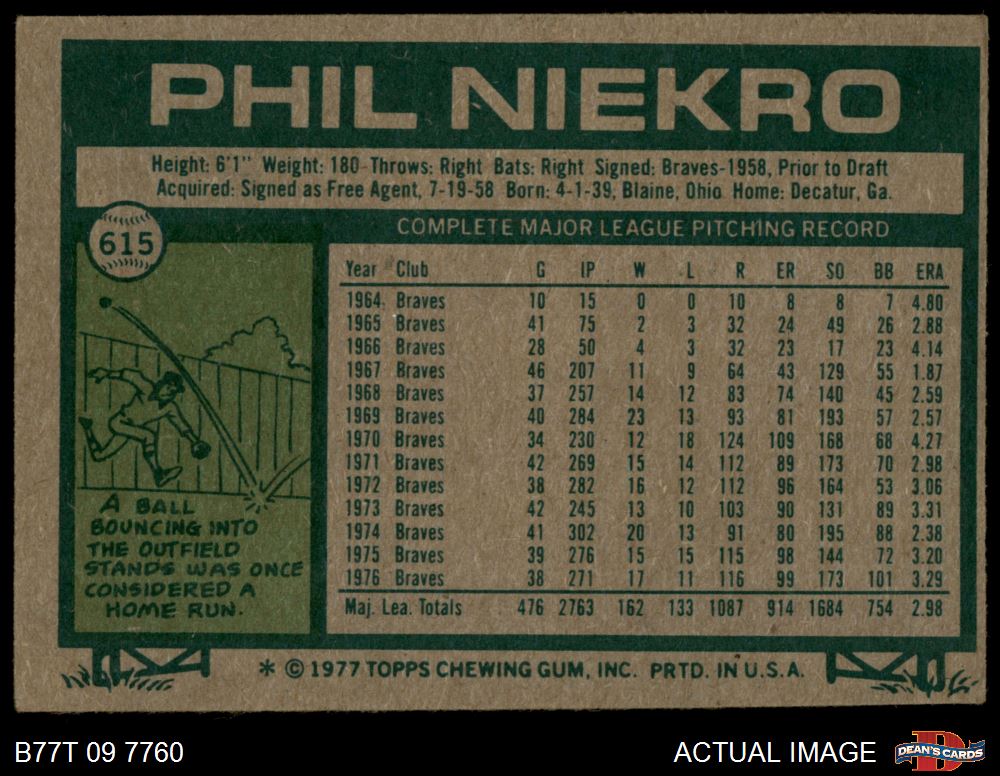 PHIL NIEKRO
Height: 6'1" Weight: 180 Throws: Right Bats: Right Signed: Braves-1958, Prior to Draft
Acquired: Signed as Free Agent, 7-19-58 Born: 4-1-39, Blaine, Ohio Home: Decatur, Ga.
615
COMPLETE MAJOR LEAGUE PITCHING RECORD
Year Club G IP W L R ER SO BB ERA
1964 Braves 10 15 0 0 10 8 8 7 4.80
1965 Braves 41 75 2 3 32 24 49 26 2.88
1966 Braves 28 50 4 3 32 23 17 23 4.14
1967 Braves 46 207 11 9 64 43 129 55 1.87
1968 Braves 37 257 14 12 83 74 140 45 2.59
1969 Braves 40 284 23 13 93 81 193 57 2.57
1970 Braves 34 230 12 18 124 109 168 68 4.27
1971 Braves 42 269 15 14 112 89 173 70 2.98
1972 Braves 38 282 16 12 112 96 164 53 3.06
1973 Braves 42 245 13 10 103 90 131 89 3.31
1974 Braves 41 302 20 13 91 80 195 88 2.38
1975 Braves 39 276 15 15 115 98 144 72 3.20
1976 Braves 38 271 17 11 116 99 173 101 3.29
Maj. Lea. Totals 476 2763 162 133 1087 914 1684 754 2.98
A BALL
BOUNCING INTO
THE OUTFIELD
STANDS WAS ONCE
CONSIDERED A
HOME RUN.
* © 1977 TOPPS CHEWING GUM, INC. PRTD. IN U.S.A.
B77T 09 7760
ACTUAL IMAGE
D
DEAN'S CARDS